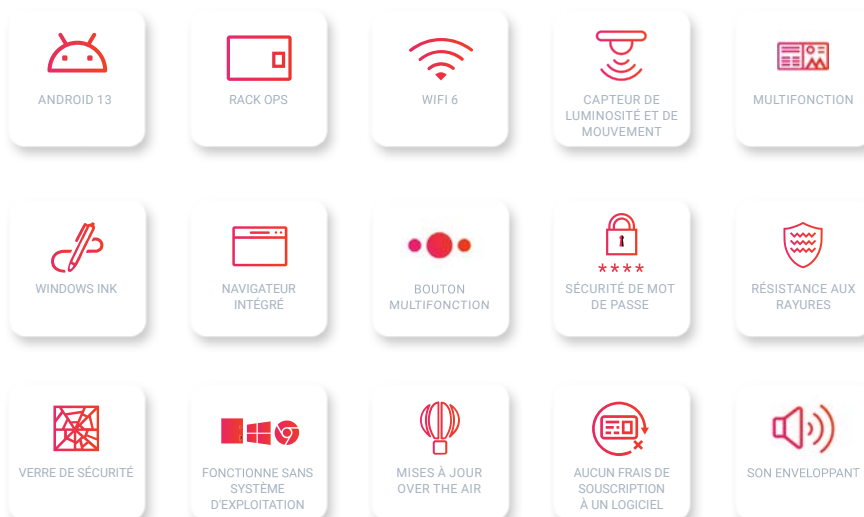 ANDROID 13
RACK OPS
WIFI 6
CAPTEUR DE
LUMINOSITÉ ET DE
MOUVEMENT
MULTIFONCTION
WINDOWS INK
NAVIGATEUR
INTÉGRÉ
BOUTON
MULTIFONCTION
****
SÉCURITÉ DE MOT
DE PASSE
RÉSISTANCE AUX
RAYURES
VERRE DE SÉCURITÉ
FONCTIONNE SANS
SYSTÈME
D'EXPLOITATION
MISES À JOUR
OVER THE AIR
AUCUN FRAIS DE
SOUSCRIPTION
À UN LOGICIEL
SON ENVELOPPANT